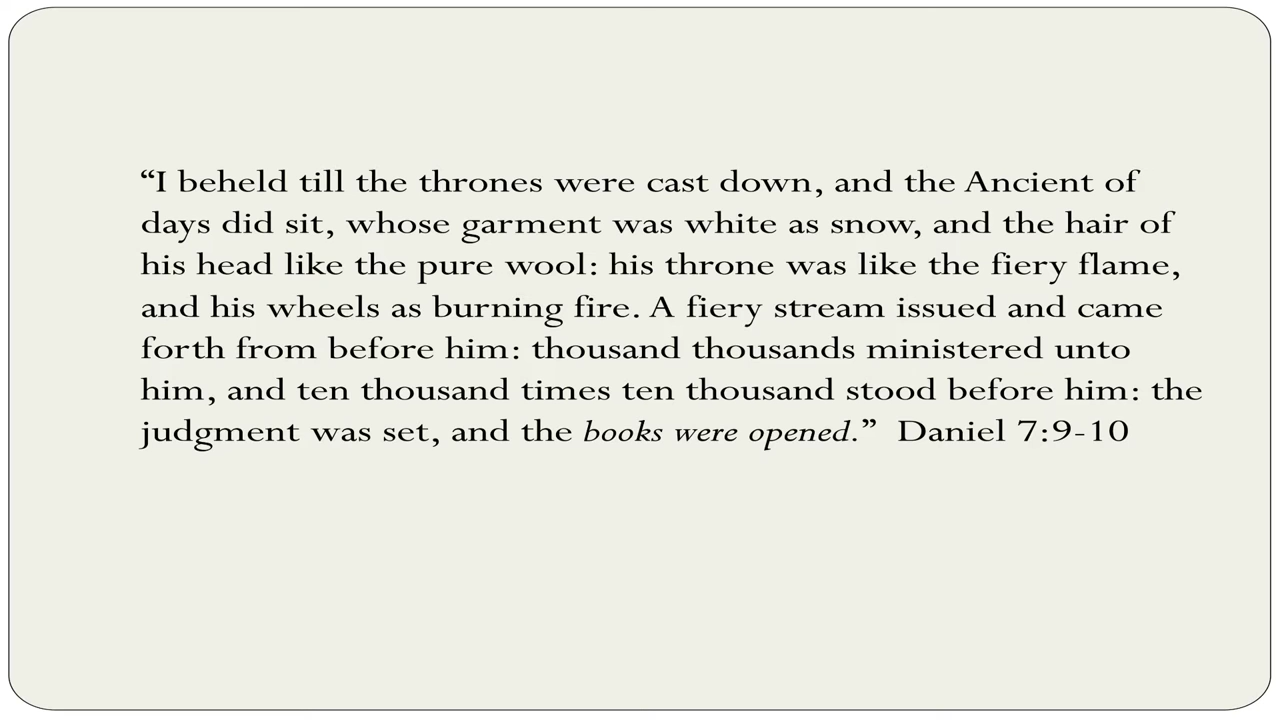 “I beheld till the thrones were cast down, and the Ancient of
days did sit, whose garment was white as snow, and the hair of
his head like the pure wool: his throne was like the fiery flame,
and his wheels as burning fire. A fiery stream issued and came
forth from before him: thousand thousands ministered unto
him, and ten thousand times ten thousand stood before him: the
judgment was set, and the books were opened.”  Daniel 7:9-10